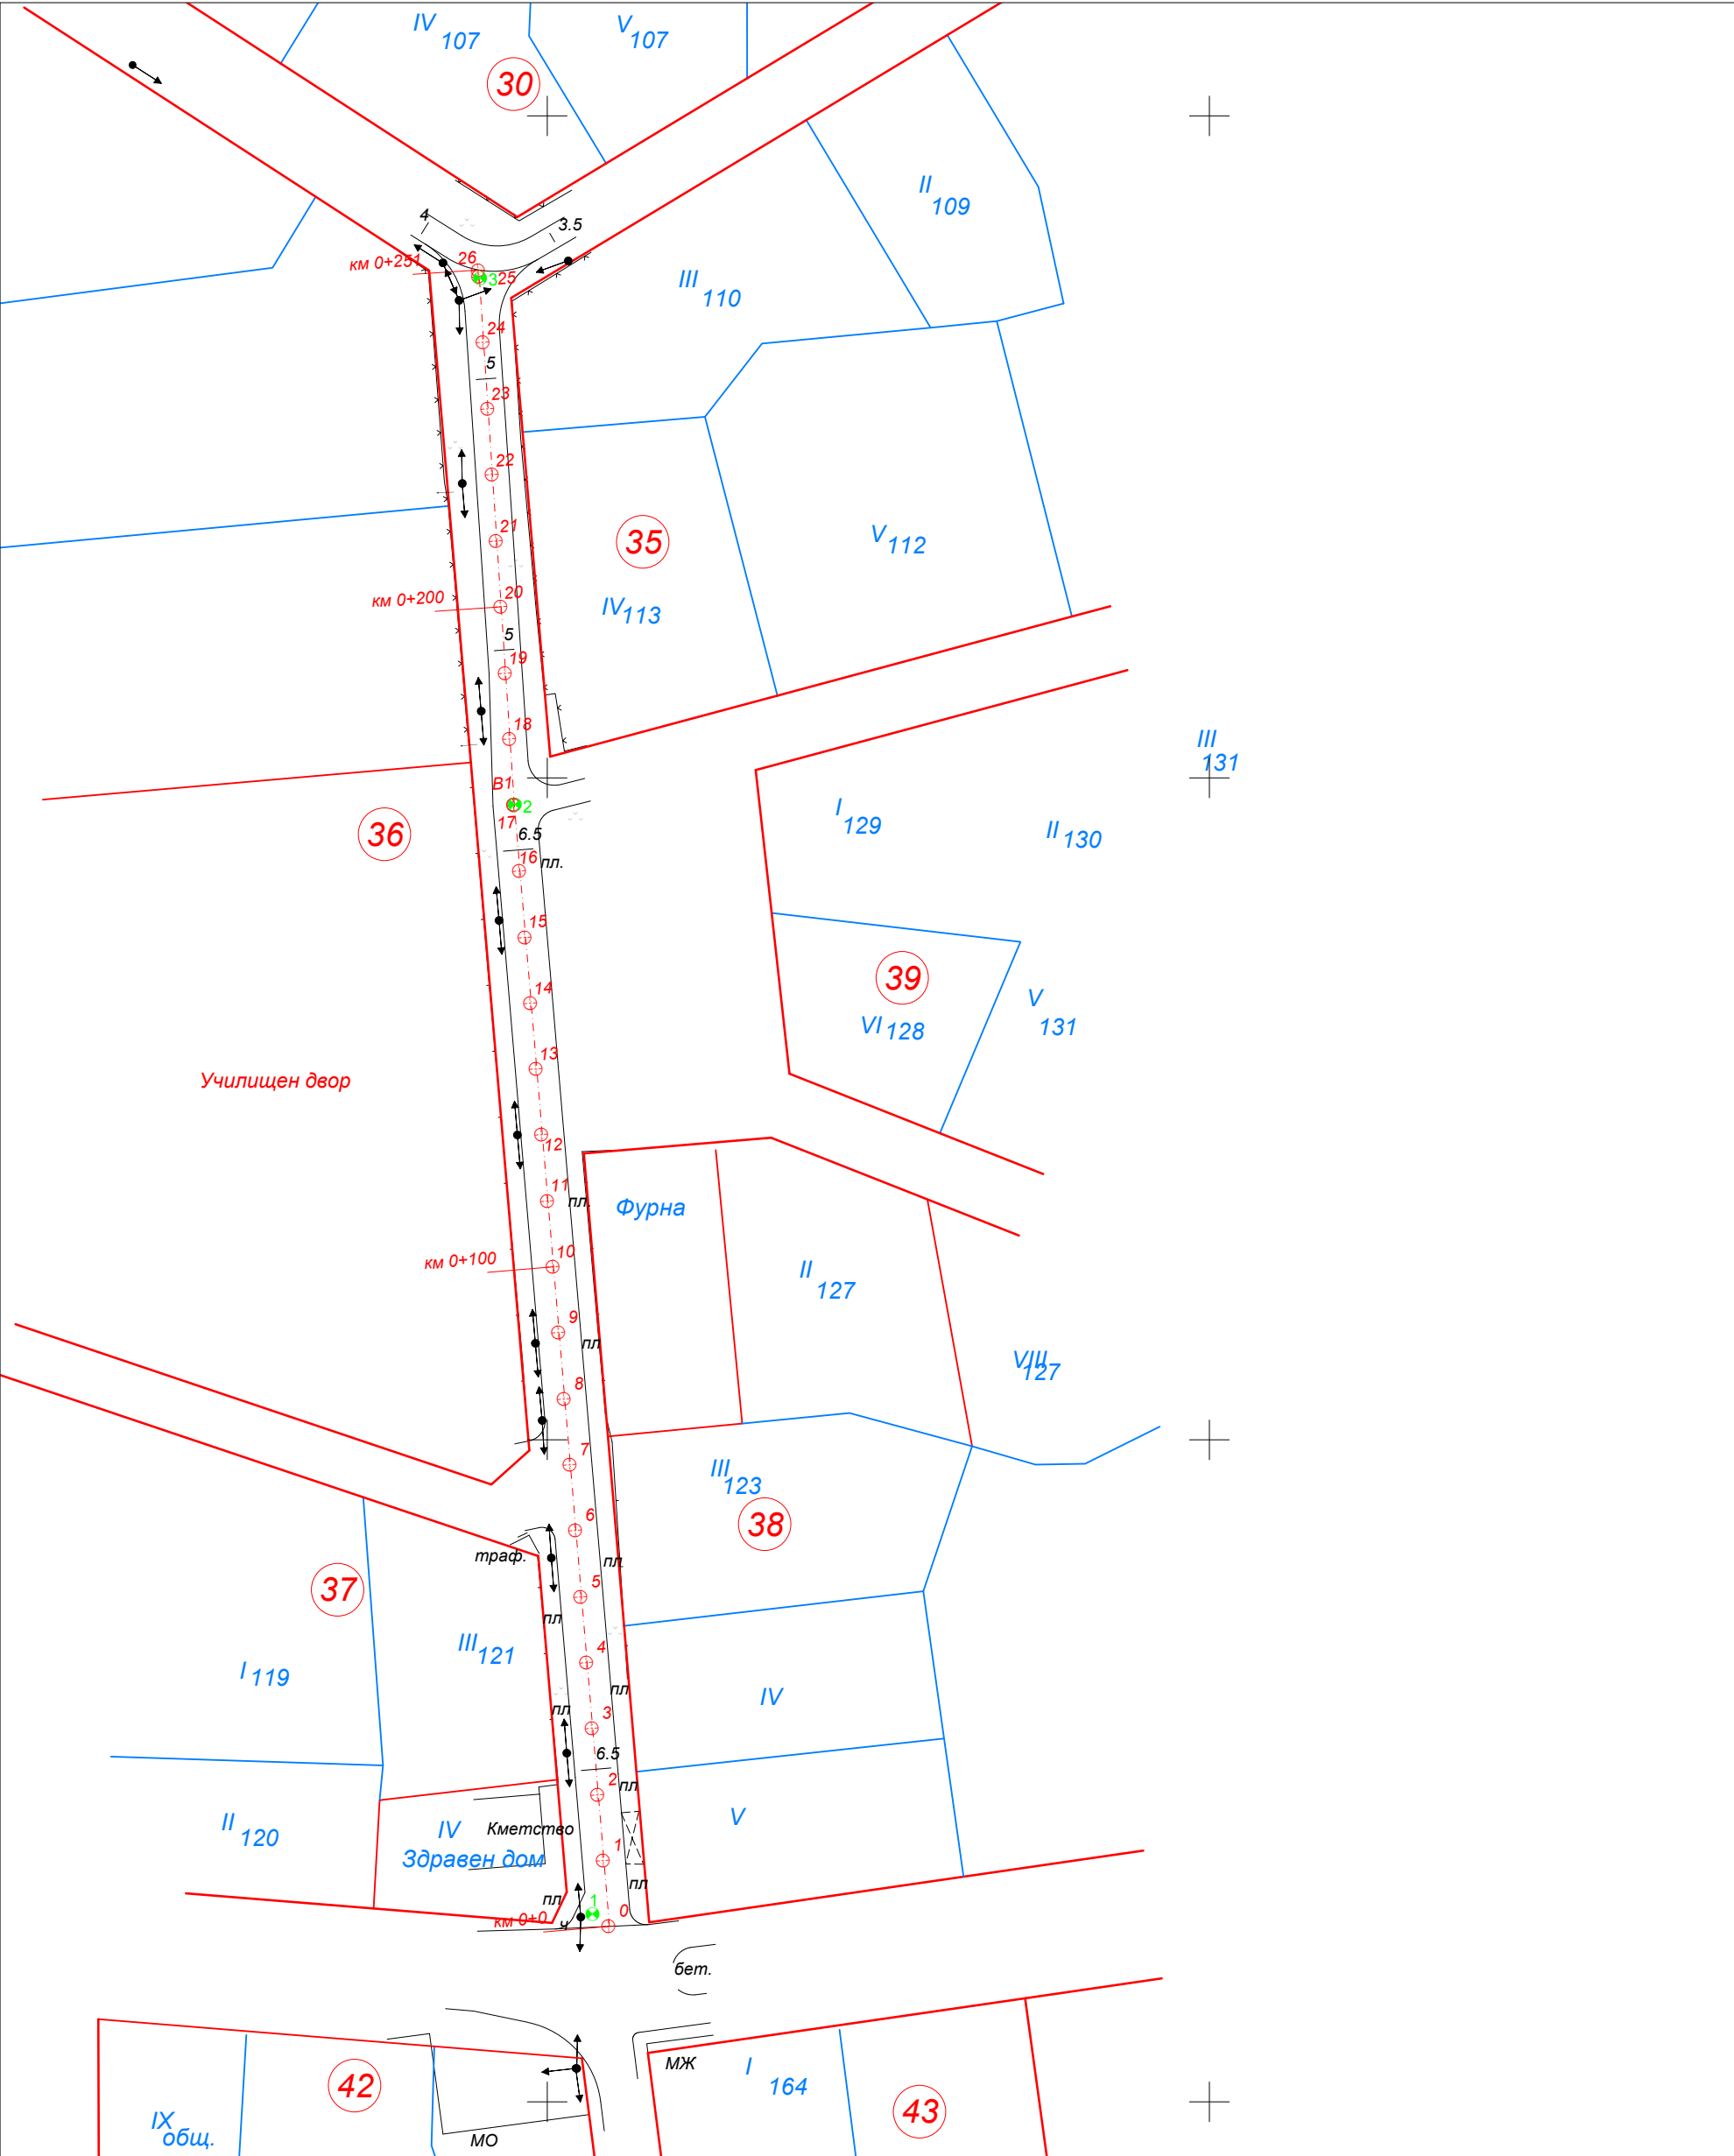 IV 107
V 107
30
II 109
4
3.5
км 0+251
26
3
25
III 110
24
5
23
22
21
35
V 112
20
км 0+200
IV 113
5
19
18
III 131
B1
2
17
36
6.5
I 129
II 130
16
пл.
15
39
14
V 131
VI 128
13
Училищен двор
12
11
пл.
Фурна
10
км 0+100
II 127
9
пл
VIII 127
8
7
III 123
6
38
траф.
пл.
5
37
пл
4
III 121
I 119
пл
IV
пл
3
6.5
2
пл
V
II 120
IV
Кметство
1
Здравен дом
пл
пл
1
0
км 0+0
ч
бет.
МЖ
I 164
42
43
IX общ.
МО